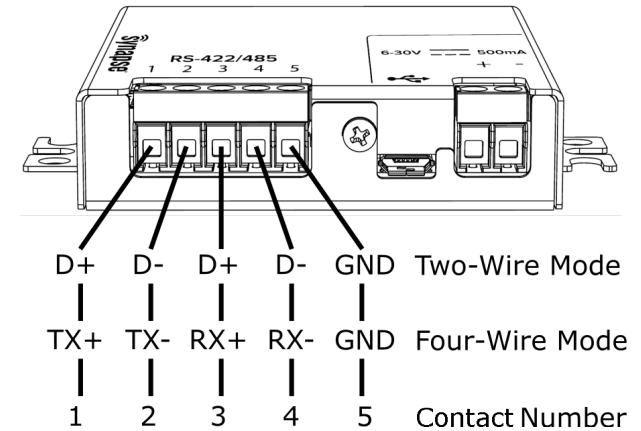 synapse
RS-422/485
1 2 3 4 5
6-30V 500mA
+ -
D+ D- D+ D- GND Two-Wire Mode
TX+ TX- RX+ RX- GND Four-Wire Mode
1 2 3 4 5 Contact Number